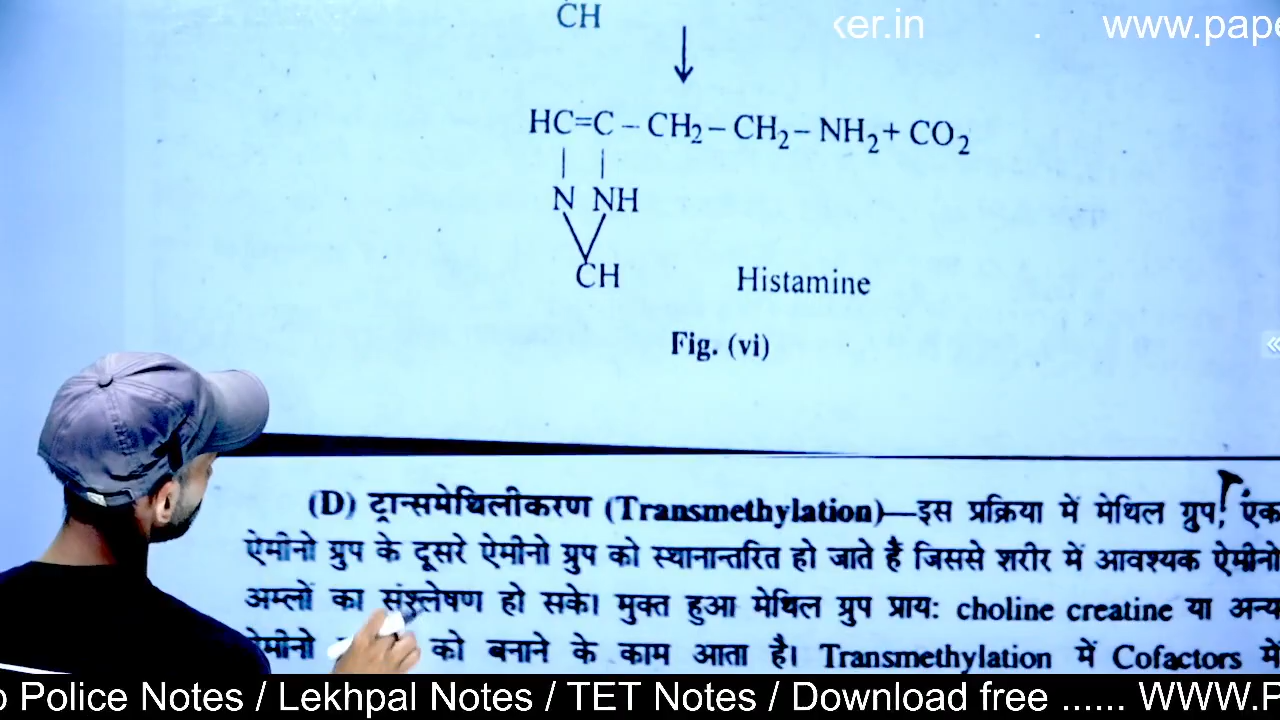 CH
ker.in . www.pape
HC=C – CH₂ – CH₂ – NH₂ + CO₂
N NH
CH
Histamine
Fig. (vi)
(D) ट्रान्समेथिलीकरण (Transmethylation)—इस प्रक्रिया में मेथिल ग्रुप, एक
ऐमीनो ग्रुप के दूसरे ऐमीनो ग्रुप को स्थानान्तरित हो जाते हैं जिससे शरीर में आवश्यक ऐमीनो
अम्लों का संश्लेषण हो सके। मुक्त हुआ मेथिल ग्रुप प्राय: choline creatine या अन्य
ऐमीनो को बनाने के काम आता है। Transmethylation में Cofactors में
o Police Notes / Lekhpal Notes / TET Notes / Download free ...... WWW.P